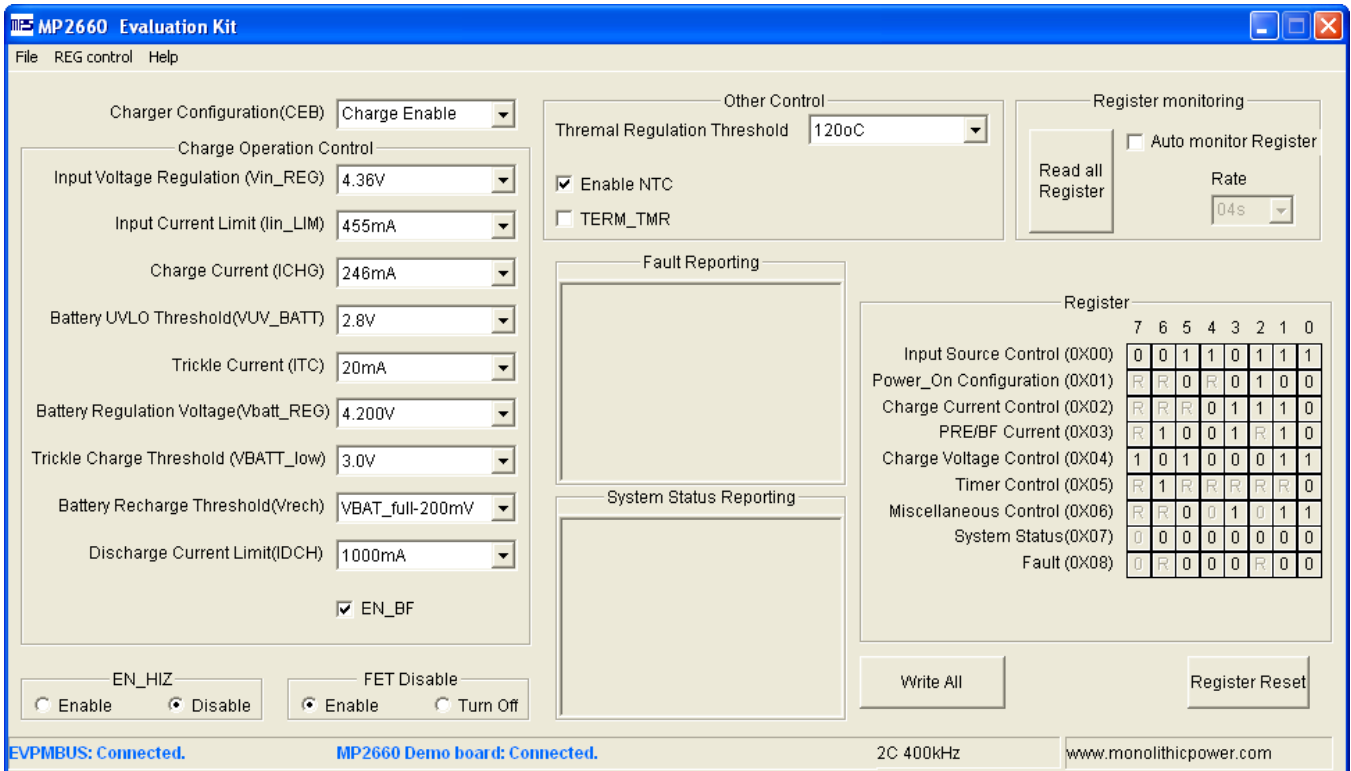 MP2660 Evaluation Kit
File REG control Help
Charger Configuration(CEB) Charge Enable
Charge Operation Control
Input Voltage Regulation (Vin_REG) 4.36V
Input Current Limit (Iin_LIM) 455mA
Charge Current (ICHG) 246mA
Battery UVLO Threshold(VUV_BATT) 2.8V
Trickle Current (ITC) 20mA
Battery Regulation Voltage(Vbatt_REG) 4.200V
Trickle Charge Threshold (VBATT_low) 3.0V
Battery Recharge Threshold(Vrech) VBAT_full-200mV
Discharge Current Limit(IDCH) 1000mA
EN_BF
EN_HIZ
Enable Disable
FET Disable
Enable Turn Off
Other Control
Thremal Regulation Threshold 120oC
Enable NTC
TERM_TMR
Fault Reporting
System Status Reporting
Register monitoring
Read all
Register
Auto monitor Register
Rate
04s
Register
7 6 5 4 3 2 1 0
Input Source Control (0X00) 0 0 1 1 0 1 1 1
Power_On Configuration (0X01) R R 0 R 0 1 0 0
Charge Current Control (0X02) R R R 0 1 1 1 0
PRE/BF Current (0X03) R 1 0 0 1 R 1 0
Charge Voltage Control (0X04) 1 0 1 0 0 0 1 1
Timer Control (0X05) R 1 R R R R R 0
Miscellaneous Control (0X06) R R 0 0 1 0 1 1
System Status(0X07) 0 0 0 0 0 0 0 0
Fault (0X08) 0 R 0 0 0 R 0 0
Write All
Register Reset
EVPMBUS: Connected. MP2660 Demo board: Connected. 2C 400kHz www.monolithicpower.com